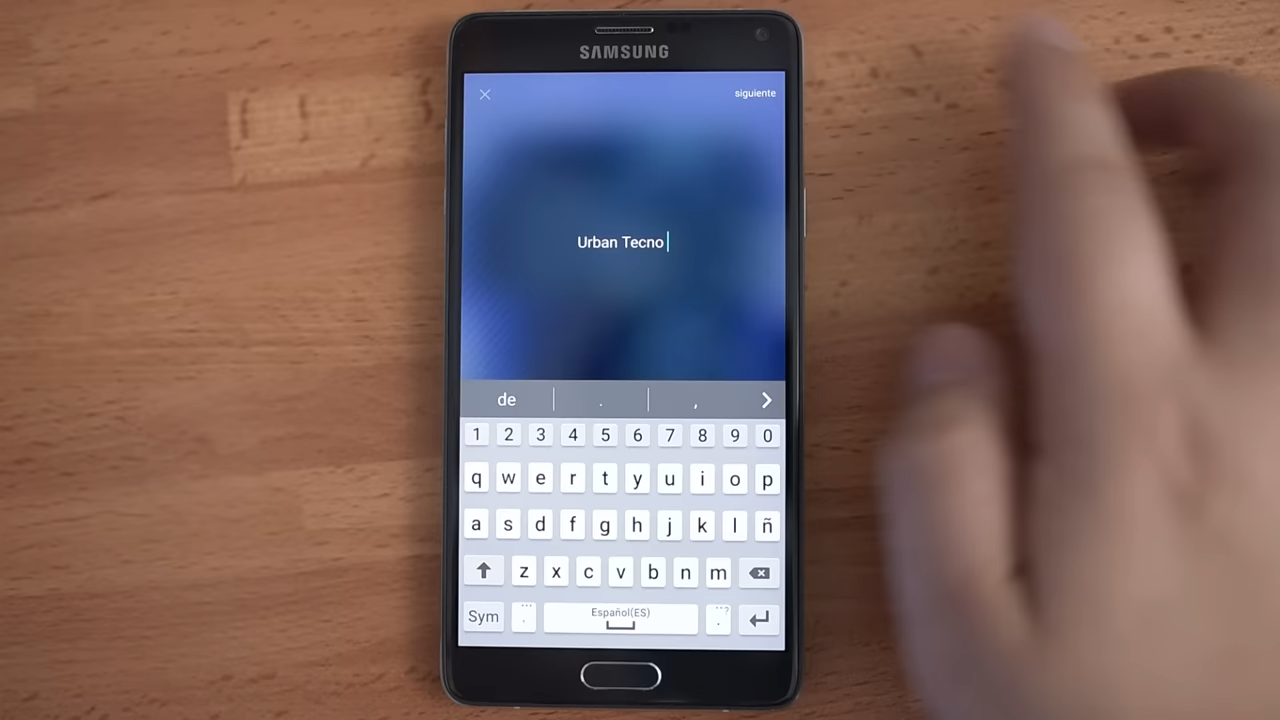 SAMSUNG
siguiente
Urban Tecno
de . ,
1 2 3 4 5 6 7 8 9 0
q w e r t y u i o p
a s d f g h j k l ñ
z x c v b n m
Sym . Español(ES) . ?